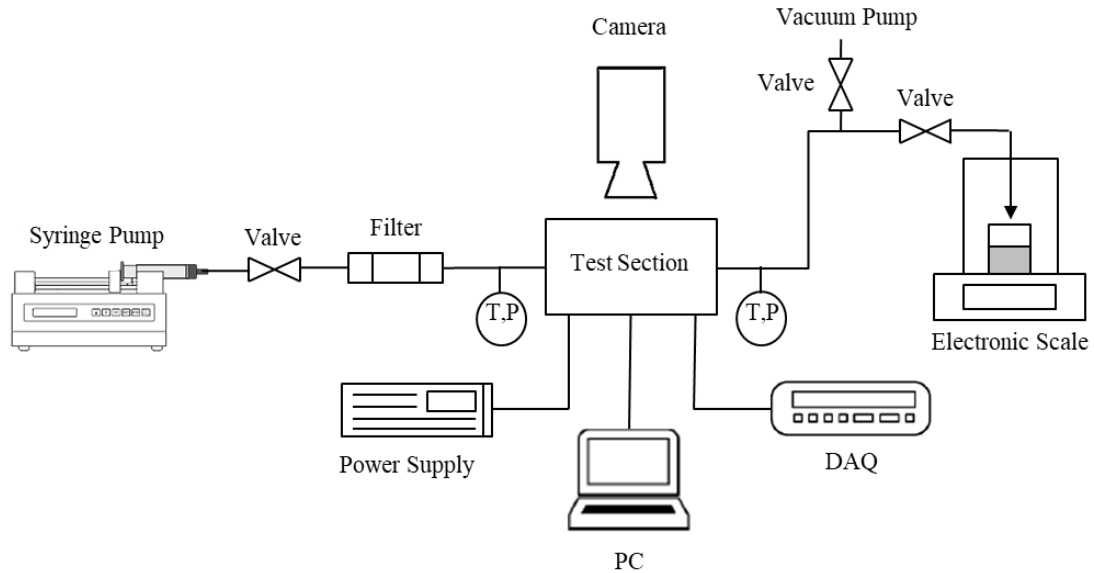 Camera
Vacuum Pump
Valve
Valve
Syringe Pump
Valve
Filter
Test Section
T,P
T,P
Electronic Scale
Power Supply
DAQ
PC